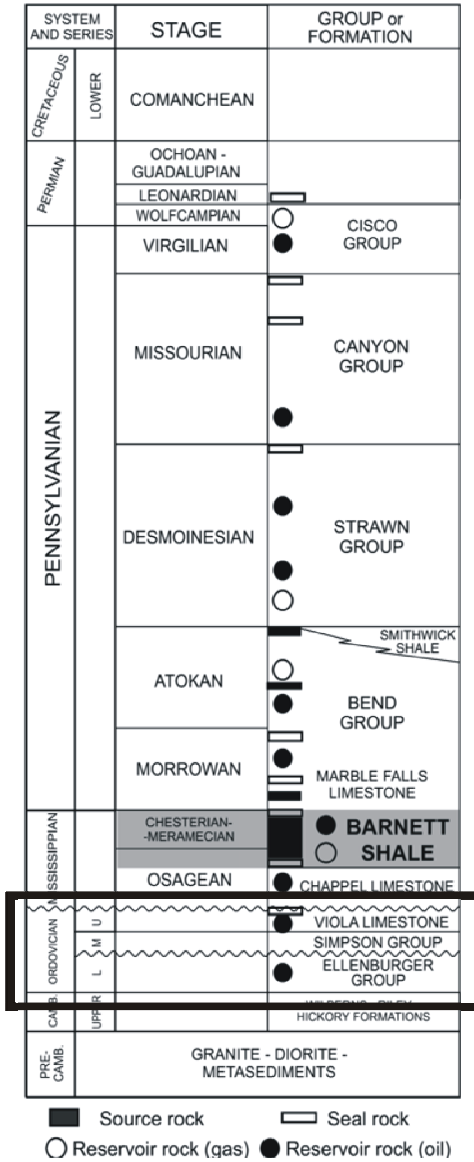 SYSTEM AND SERIES
STAGE
GROUP or FORMATION
CRETACEOUS
LOWER
COMANCHEAN
PERMIAN
OCHOAN -
GUADALUPIAN
LEONARDIAN
WOLFCAMPIAN
CISCO
GROUP
PENNSYLVANIAN
VIRGILIAN
MISSOURIAN
CANYON
GROUP
DESMOINESIAN
STRAWN
GROUP
SMITHWICK
SHALE
ATOKAN
BEND
GROUP
MORROWAN
MARBLE FALLS
LIMESTONE
MISSISSIPPIAN
CHESTERIAN-
-MERAMECIAN
BARNETT
SHALE
OSAGEAN
CHAPPEL LIMESTONE
ORDOVICIAN
U
VIOLA LIMESTONE
M
SIMPSON GROUP
L
ELLENBURGER
GROUP
CAMB.
UPPR
HICKORY FORMATIONS
PRE-
CAMB.
GRANITE - DIORITE -
METASEDIMENTS
Source rock
Seal rock
Reservoir rock (gas)
Reservoir rock (oil)